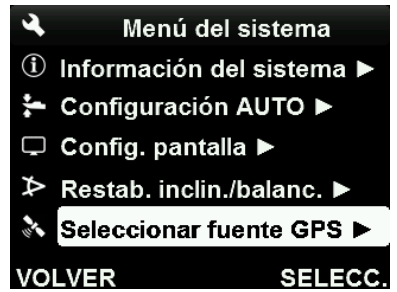 Menú del sistema
Información del sistema ▶
Configuración AUTO ▶
Config. pantalla ▶
Restab. inclin./balanc. ▶
Seleccionar fuente GPS ▶
VOLVER SELECC.